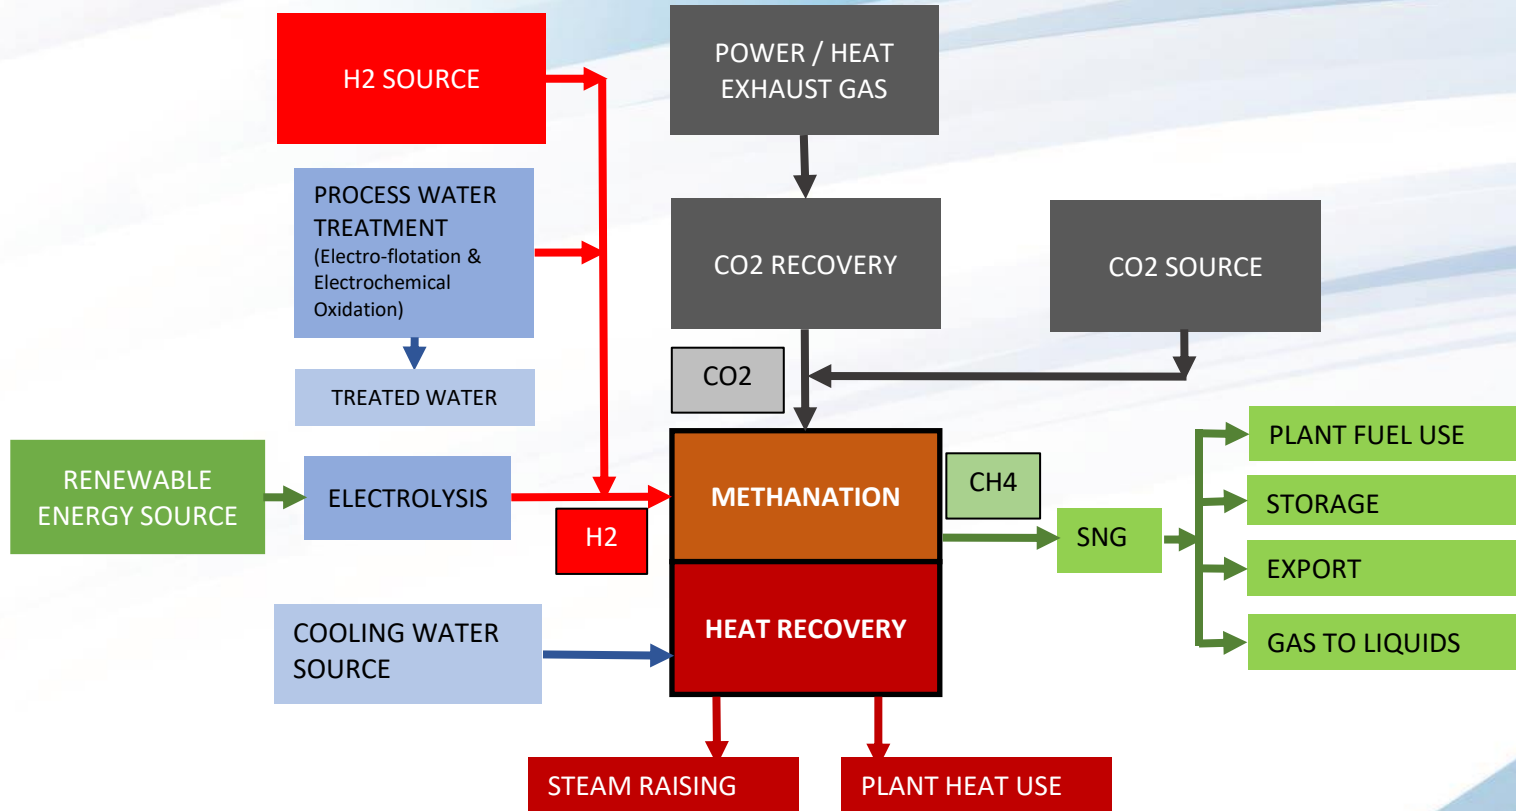 H2 SOURCE
POWER / HEAT
EXHAUST GAS
PROCESS WATER
TREATMENT
(Electro-flotation &
Electrochemical
Oxidation)
CO2 RECOVERY
CO2 SOURCE
TREATED WATER
CO2
RENEWABLE
ENERGY SOURCE
ELECTROLYSIS
H2
METHANATION
CH4
SNG
PLANT FUEL USE
STORAGE
EXPORT
GAS TO LIQUIDS
COOLING WATER
SOURCE
HEAT RECOVERY
STEAM RAISING
PLANT HEAT USE